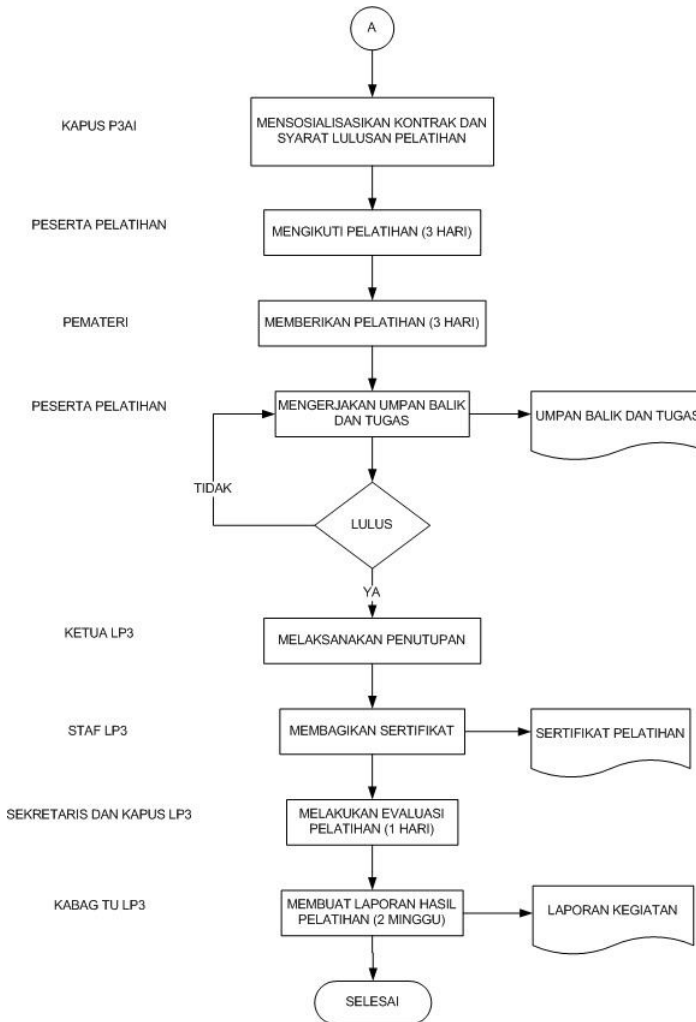 A
KAPUS P3AI
MENSOSIALISASIKAN KONTRAK DAN
SYARAT LULUSAN PELATIHAN
PESERTA PELATIHAN
MENGIKUTI PELATIHAN (3 HARI)
PEMATERI
MEMBERIKAN PELATIHAN (3 HARI)
PESERTA PELATIHAN
MENGERJAKAN UMPAN BALIK
DAN TUGAS
UMPAN BALIK DAN TUGAS
TIDAK
LULUS
YA
KETUA LP3
MELAKSANAKAN PENUTUPAN
STAF LP3
MEMBAGIKAN SERTIFIKAT
SERTIFIKAT PELATIHAN
SEKRETARIS DAN KAPUS LP3
MELAKUKAN EVALUASI
PELATIHAN (1 HARI)
KABAG TU LP3
MEMBUAT LAPORAN HASIL
PELATIHAN (2 MINGGU)
LAPORAN KEGIATAN
SELESAI